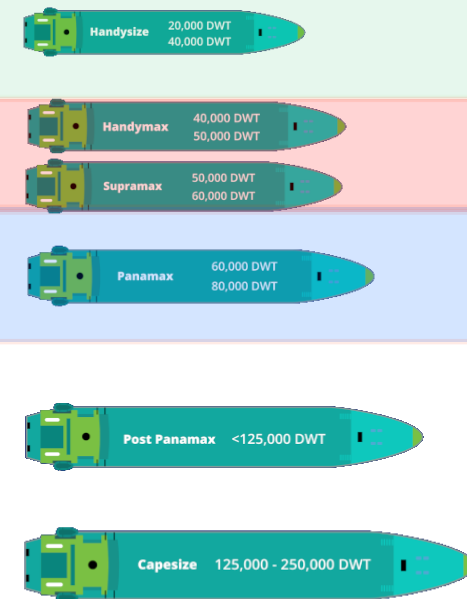 Handysize 20,000 DWT
40,000 DWT
Handymax 40,000 DWT
50,000 DWT
Supramax 50,000 DWT
60,000 DWT
Panamax 60,000 DWT
80,000 DWT
Post Panamax <125,000 DWT
Capesize 125,000 - 250,000 DWT